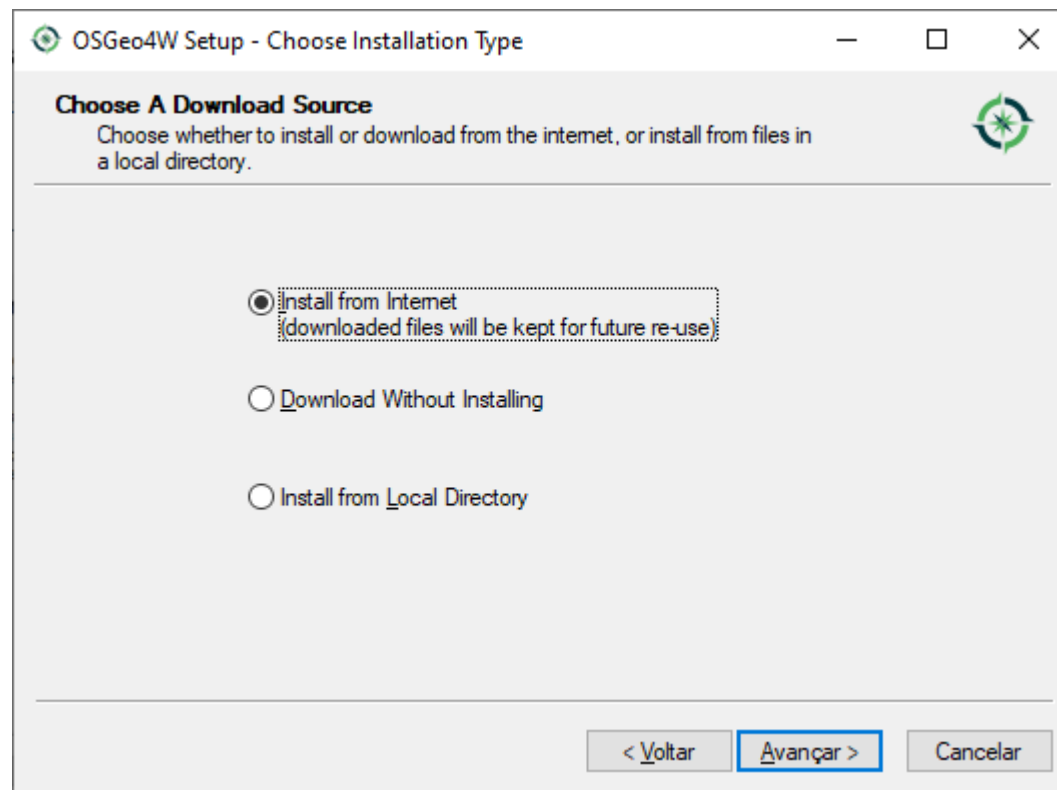 OSGeo4W Setup - Choose Installation Type
Choose A Download Source
Choose whether to install or download from the internet, or install from files in
a local directory.
Install from Internet
(downloaded files will be kept for future re-use)
Download Without Installing
Install from Local Directory
< Voltar
Avançar >
Cancelar